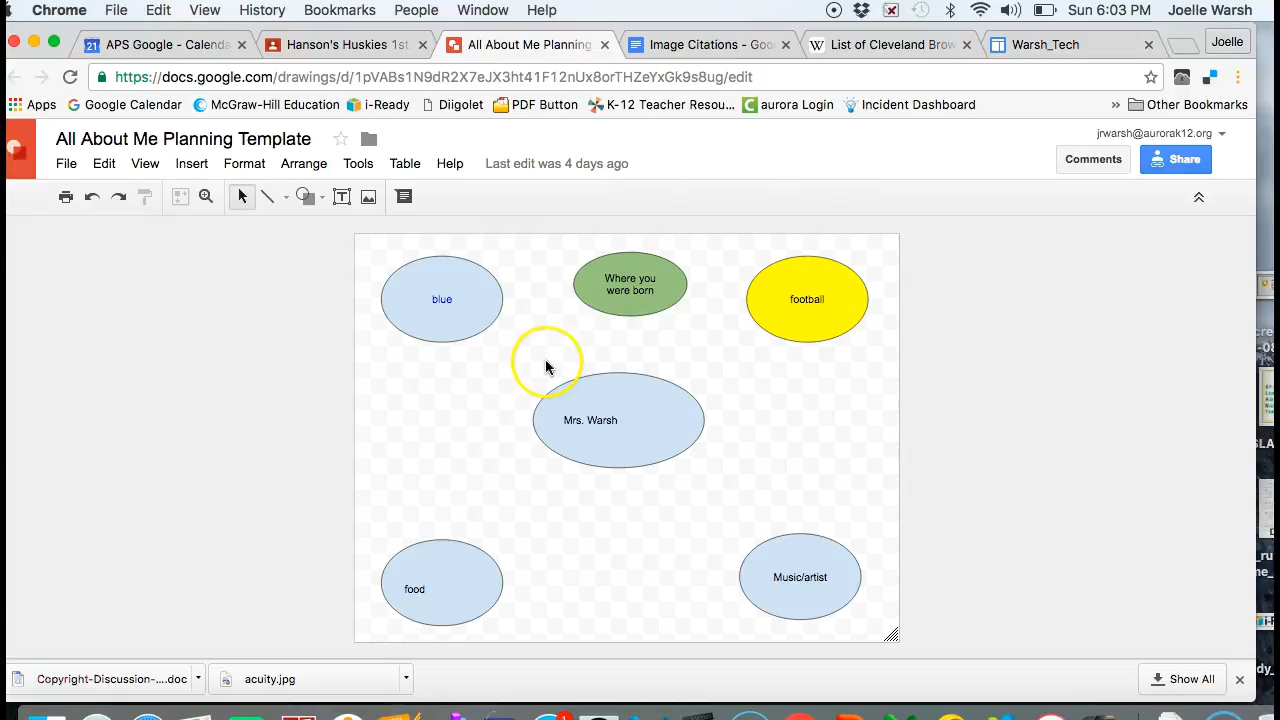 Chrome File Edit View History Bookmarks People Window Help Sun 6:03 PM Joelle Warsh
21 APS Google - Calenda Hanson's Huskies 1st All About Me Planning Image Citations - Goo W List of Cleveland Brow Warsh_Tech Joelle
https://docs.google.com/drawings/d/1pVABs1N9dR2X7eJX3ht41F12nUx8orTHZeYxGk9s8ug/edit
Apps Google Calendar McGraw-Hill Education i-Ready DUolet PDF Button K-12 Teacher Reso... aurora Login Intient Dashboard » Other Bookmarks
All About Me Planning Template
jrwarsh@aurorak12.org
File Edit View Insert Format Arrange Tools Table Help Last edit was 4 days ago
Comments Share
Where you
were born
blue
football
Mrs. Warsh
food
Music/artist
Copyright-Discussion-....doc acuity.jpg Show All